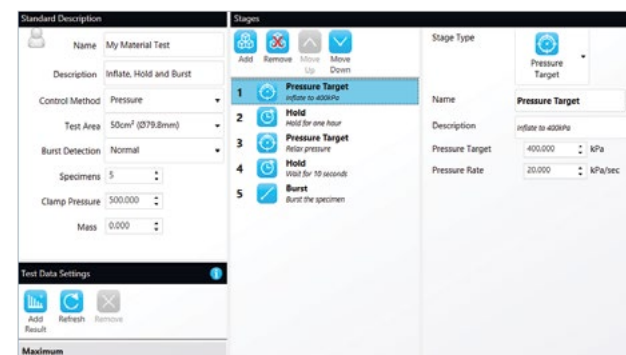 Standard Description
Name My Material Test
Description Inflate, Hold and Burst
Control Method Pressure
Test Area 50cm² (Ø79.8mm)
Burst Detection Normal
Specimens 5
Clamp Pressure 500.000
Mass 0.000
Test Data Settings
Add Result Refresh Remove
Maximum
Stages
Add Remove Move Up Move Down
1 Pressure Target
Inflate to 400kPa
2 Hold
Hold for one hour
3 Pressure Target
Relax pressure
4 Hold
Wait for 10 seconds
5 Burst
Burst the specimen
Stage Type Pressure Target
Name Pressure Target
Description Inflate to 400kPa
Pressure Target 400.000 kPa
Pressure Rate 20.000 kPa/sec